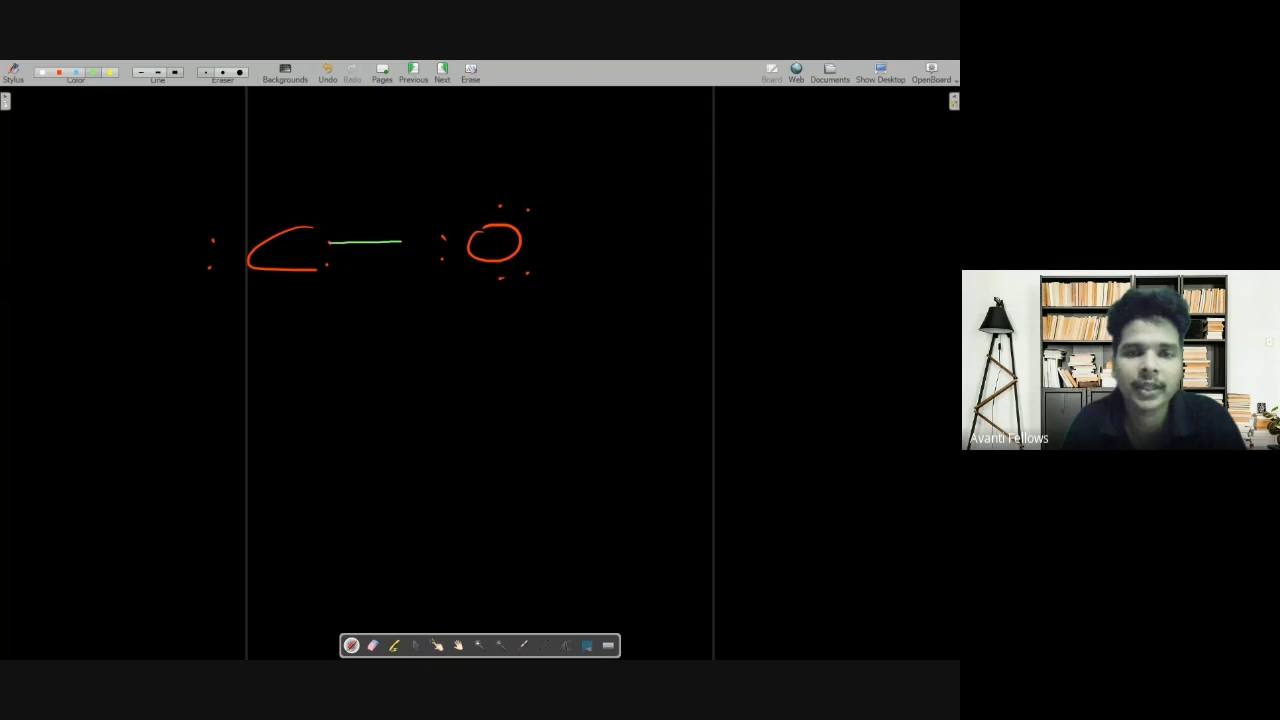 Stylus Color Line Eraser Backgrounds Undo Redo Pages Previous Next Erase Board Web Documents Show Desktop OpenBoard
: C : : O
Avanti Fellows